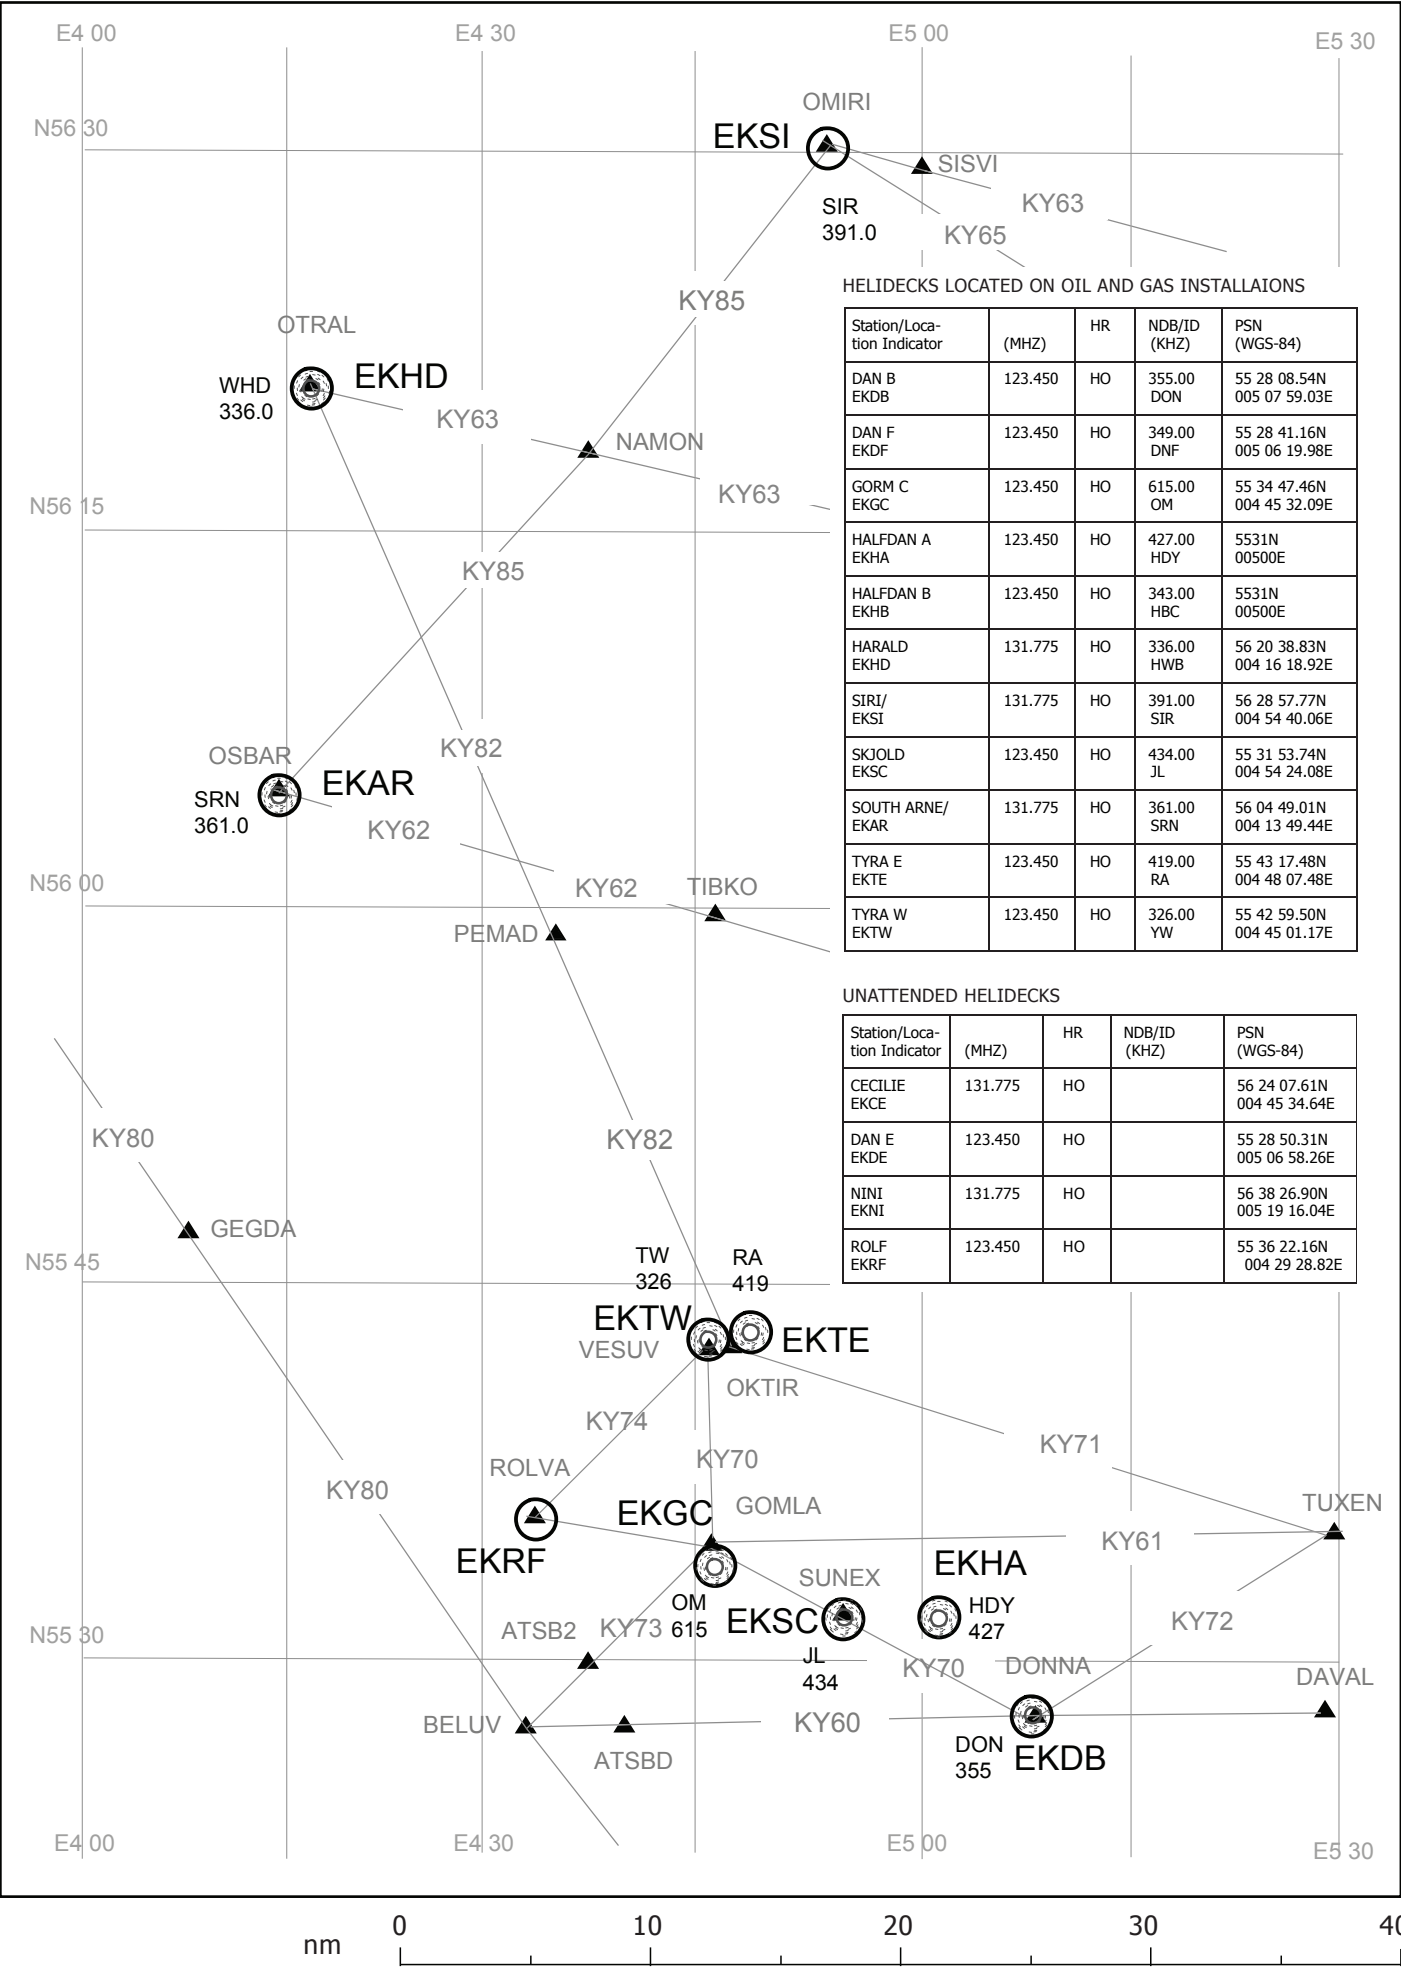 E4 00
E4 30
E5 00
E5 30
OMIRI
N56 30
EKSI
SISVI
SIR
391.0
KY63
KY65
KY85
HELIDECKS LOCATED ON OIL AND GAS INSTALLAIONS
Station/Loca-
tion Indicator
(MHZ)
HR
NDB/ID
(KHZ)
PSN
(WGS-84)
DAN B
EKDB
123.450
HO
355.00
DON
55 28 08.54N
005 07 59.03E
DAN F
EKDF
123.450
HO
349.00
DNF
55 28 41.16N
005 06 19.98E
GORM C
EKGC
123.450
HO
615.00
OM
55 34 47.46N
004 45 32.09E
HALFDAN A
EKHA
123.450
HO
427.00
HDY
5531N
00500E
HALFDAN B
EKHB
123.450
HO
343.00
HBC
5531N
00500E
HARALD
EKHD
131.775
HO
336.00
HWB
56 20 38.83N
004 16 18.92E
SIRI/
EKSI
131.775
HO
391.00
SIR
56 28 57.77N
004 54 40.06E
SKJOLD
EKSC
123.450
HO
434.00
JL
55 31 53.74N
004 54 24.08E
SOUTH ARNE/
EKAR
131.775
HO
361.00
SRN
56 04 49.01N
004 13 49.44E
TYRA E
EKTE
123.450
HO
419.00
RA
55 43 17.48N
004 48 07.48E
TYRA W
EKTW
123.450
HO
326.00
YW
55 42 59.50N
004 45 01.17E
OTRAL
WHD
336.0
EKHD
KY63
NAMON
KY63
N56 15
KY85
KY82
OSBAR
SRN
361.0
EKAR
KY62
N56 00
KY62
TIBKO
PEMAD
UNATTENDED HELIDECKS
Station/Loca-
tion Indicator
(MHZ)
HR
NDB/ID
(KHZ)
PSN
(WGS-84)
CECILIE
EKCE
131.775
HO
56 24 07.61N
004 45 34.64E
DAN E
EKDE
123.450
HO
55 28 50.31N
005 06 58.26E
NINI
EKNI
131.775
HO
56 38 26.90N
005 19 16.04E
ROLF
EKRF
123.450
HO
55 36 22.16N
004 29 28.82E
KY80
KY82
GEGDA
N55 45
TW
326
RA
419
EKTW
EKTE
VESUV
OKTIR
KY74
KY70
KY71
ROLVA
KY80
EKGC
GOMLA
TUXEN
KY61
EKRF
EKHA
SUNEX
OM
615
EKSC
HDY
427
ATSB2
KY73
KY72
N55 30
JL
434
KY70
DONNA
DAVAL
BELUV
KY60
ATSBD
DON
355
EKDB
E4 00
E4 30
E5 00
E5 30
nm
0
10
20
30
40